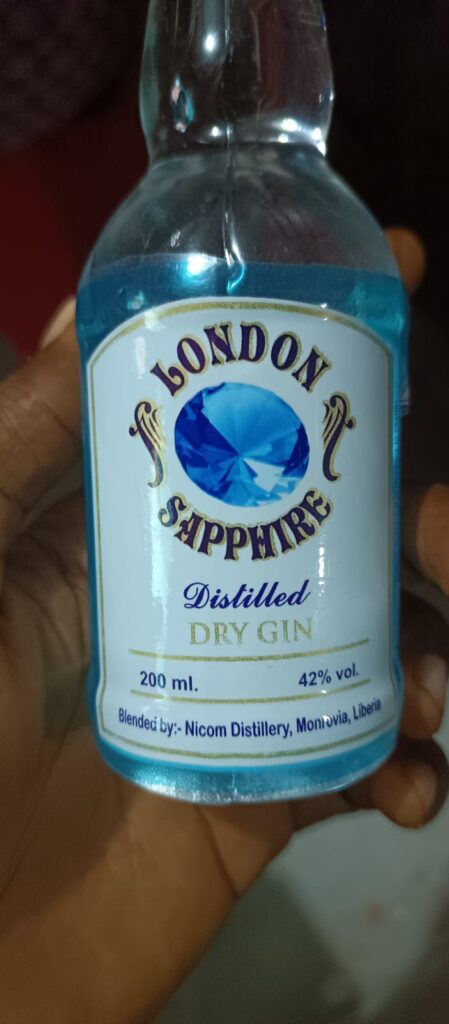 LONDON
SAPPHIRE
Distilled
DRY GIN
200 ml. 42% vol.
Blended by:- Nicom Distillery, Monrovia, Liberia